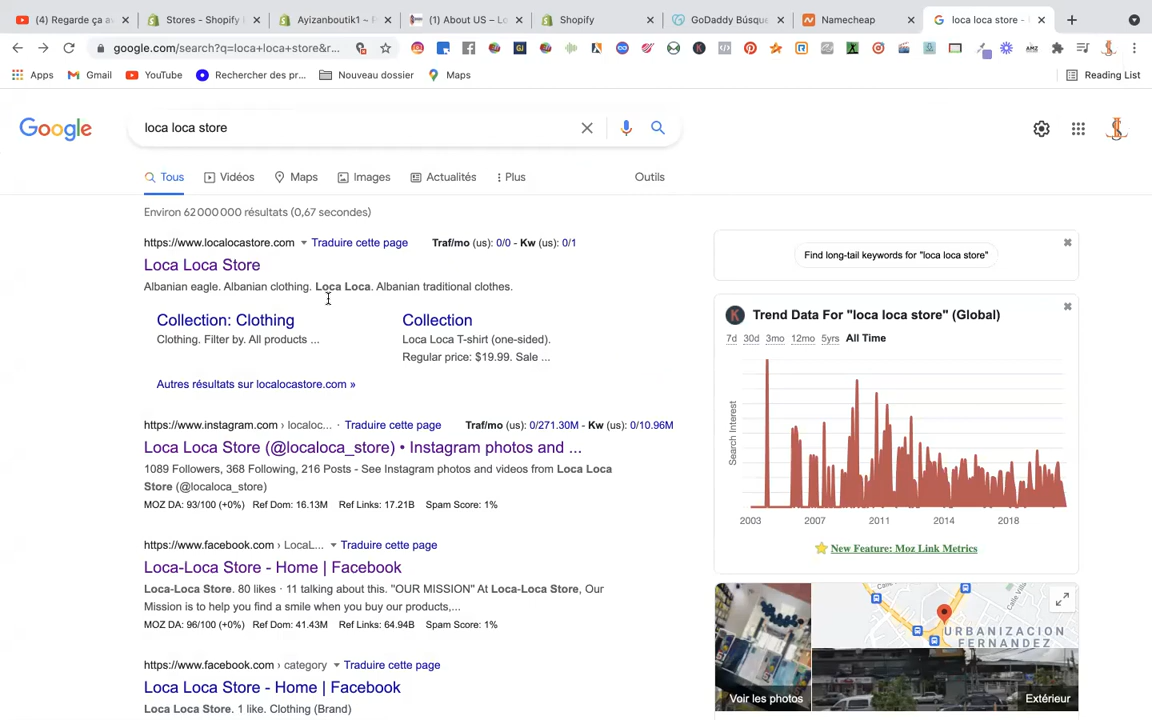 (4) Regarde ça av
Stores - Shopify
Ayizanboutik1 ~ P
(1) About US – Lo
Shopify
GoDaddy Búsque
Namecheap
loca loca store -
google.com/search?q=loca+loca+store&r...
Apps
Gmail
YouTube
Rechercher des pr...
Nouveau dossier
Maps
Reading List
Google
loca loca store
Tous
Vidéos
Maps
Images
Actualités
Plus
Outils
Environ 62 000 000 résultats (0,67 secondes)
https://www.localocastore.com Traduire cette page Traf/mo (us): 0/0 - Kw (us): 0/1
Loca Loca Store
Albanian eagle. Albanian clothing. Loca Loca. Albanian traditional clothes.
Collection: Clothing
Clothing. Filter by. All products ...
Collection
Loca Loca T-shirt (one-sided).
Regular price: $19.99. Sale ...
Autres résultats sur localocastore.com »
https://www.instagram.com › localoc... · Traduire cette page Traf/mo (us): 0/271.30M - Kw (us): 0/10.96M
Loca Loca Store (@localoca_store) • Instagram photos and ...
1089 Followers, 368 Following, 216 Posts - See Instagram photos and videos from Loca Loca
Store (@localoca_store)
MOZ DA: 93/100 (+0%) Ref Dom: 16.13M Ref Links: 17.21B Spam Score: 1%
https://www.facebook.com › LocaL... Traduire cette page
Loca-Loca Store - Home | Facebook
Loca-Loca Store. 80 likes · 11 talking about this. "OUR MISSION" At Loca-Loca Store, Our
Mission is to help you find a smile when you buy our products,...
MOZ DA: 96/100 (+0%) Ref Dom: 41.43M Ref Links: 64.94B Spam Score: 1%
https://www.facebook.com › category Traduire cette page
Loca Loca Store - Home | Facebook
Loca Loca Store. 1 like. Clothing (Brand)
Find long-tail keywords for "loca loca store"
K
Trend Data For "loca loca store" (Global)
7d 30d 3mo 12mo 5yrs All Time
Search Interest
2003 2007 2011 2014 2018
New Feature: Moz Link Metrics
URBANIZACION
FERNANDEZ
Voir les photos
Extérieur